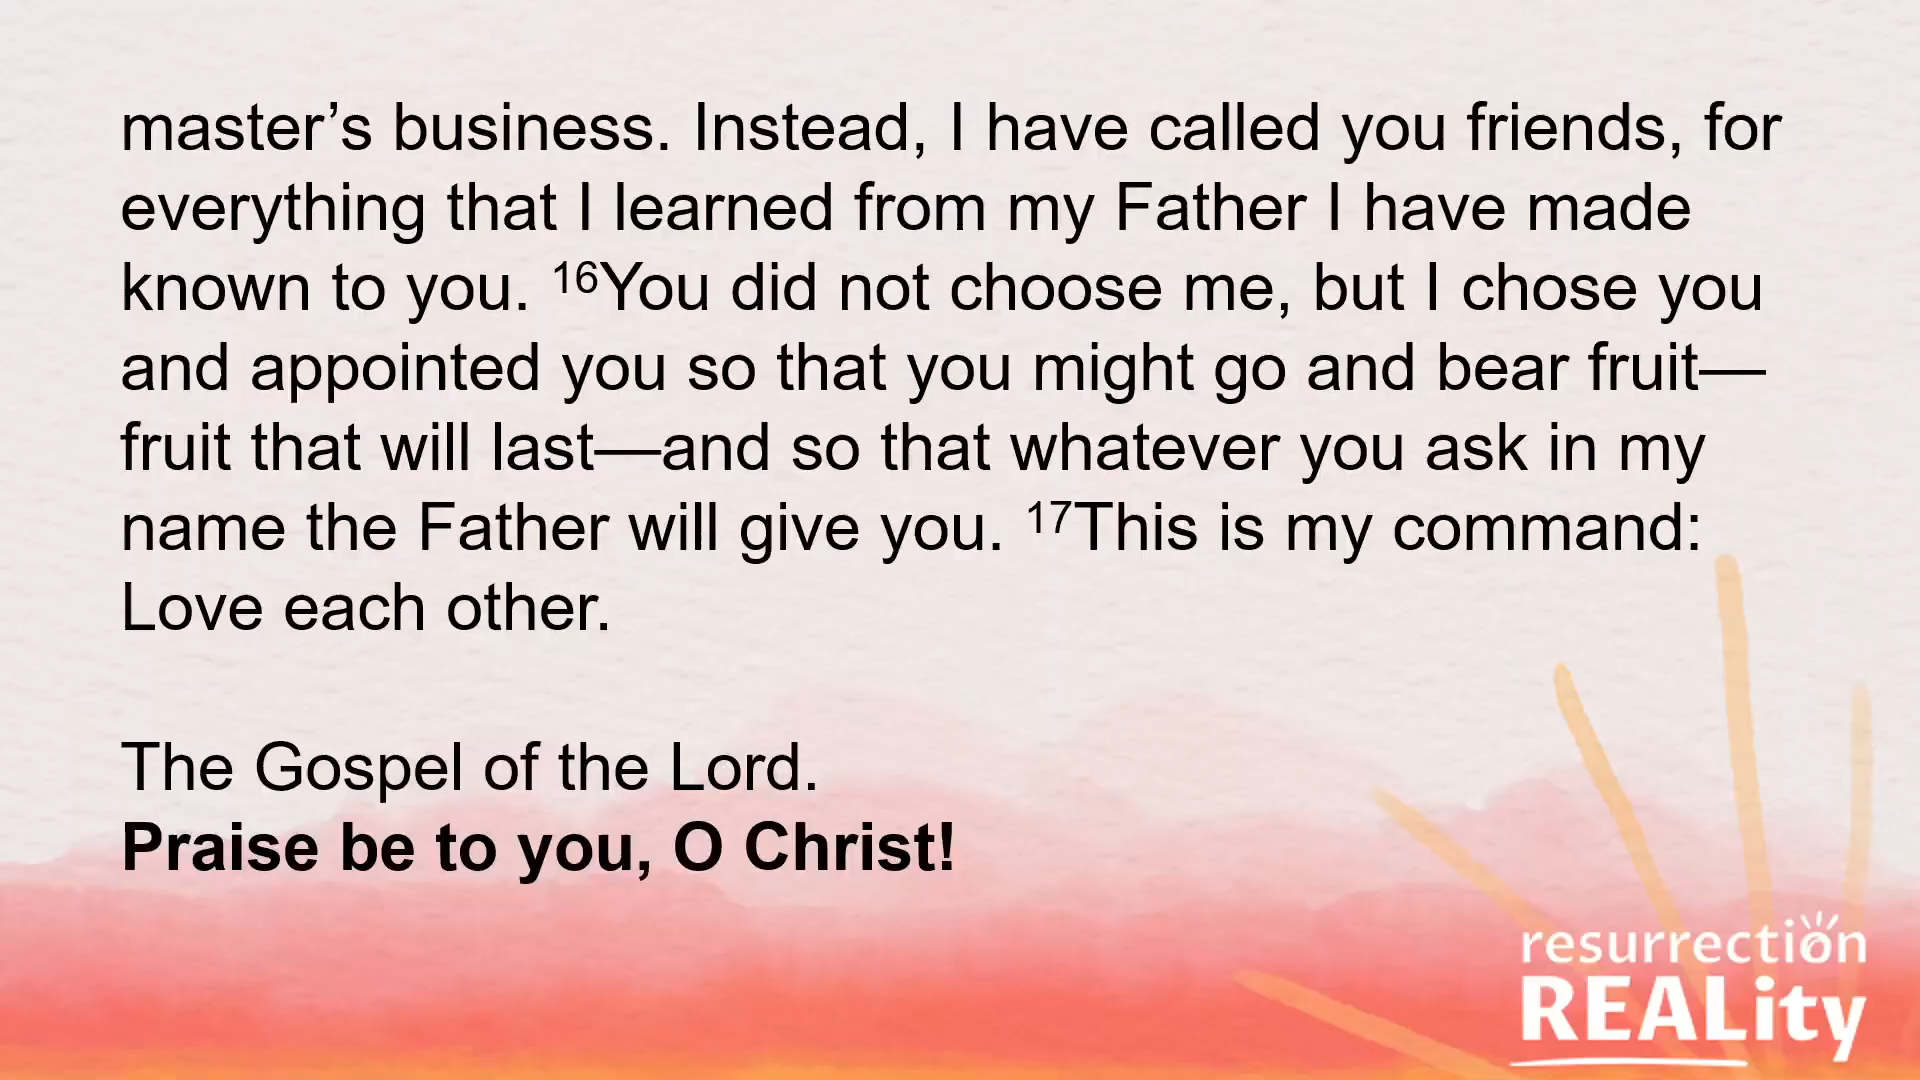 master’s business. Instead, I have called you friends, for
everything that I learned from my Father I have made
known to you. ¹⁶You did not choose me, but I chose you
and appointed you so that you might go and bear fruit—
fruit that will last—and so that whatever you ask in my
name the Father will give you. ¹⁷This is my command:
Love each other.
The Gospel of the Lord.
Praise be to you, O Christ!
resurrection
REALity